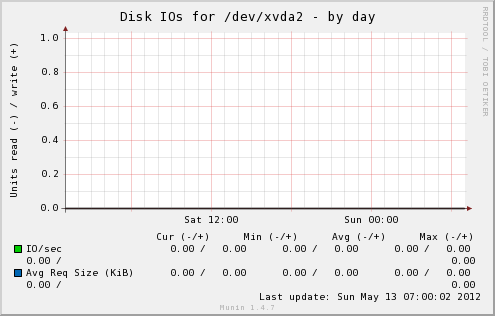 Disk IOs for /dev/xvda2 - by day
RRDTOOL / TOBI OETIKER
Units read (-) / write (+)
1.0
0.8
0.6
0.4
0.2
0.0
Sat 12:00 Sun 00:00
Cur (-/+) Min (-/+) Avg (-/+) Max (-/+)
IO/sec 0.00 / 0.00 0.00 / 0.00 0.00 / 0.00
0.00 / 0.00
Avg Req Size (KiB) 0.00 / 0.00 0.00 / 0.00 0.00 / 0.00
0.00 / 0.00
Last update: Sun May 13 07:00:02 2012
Munin 1.4.7